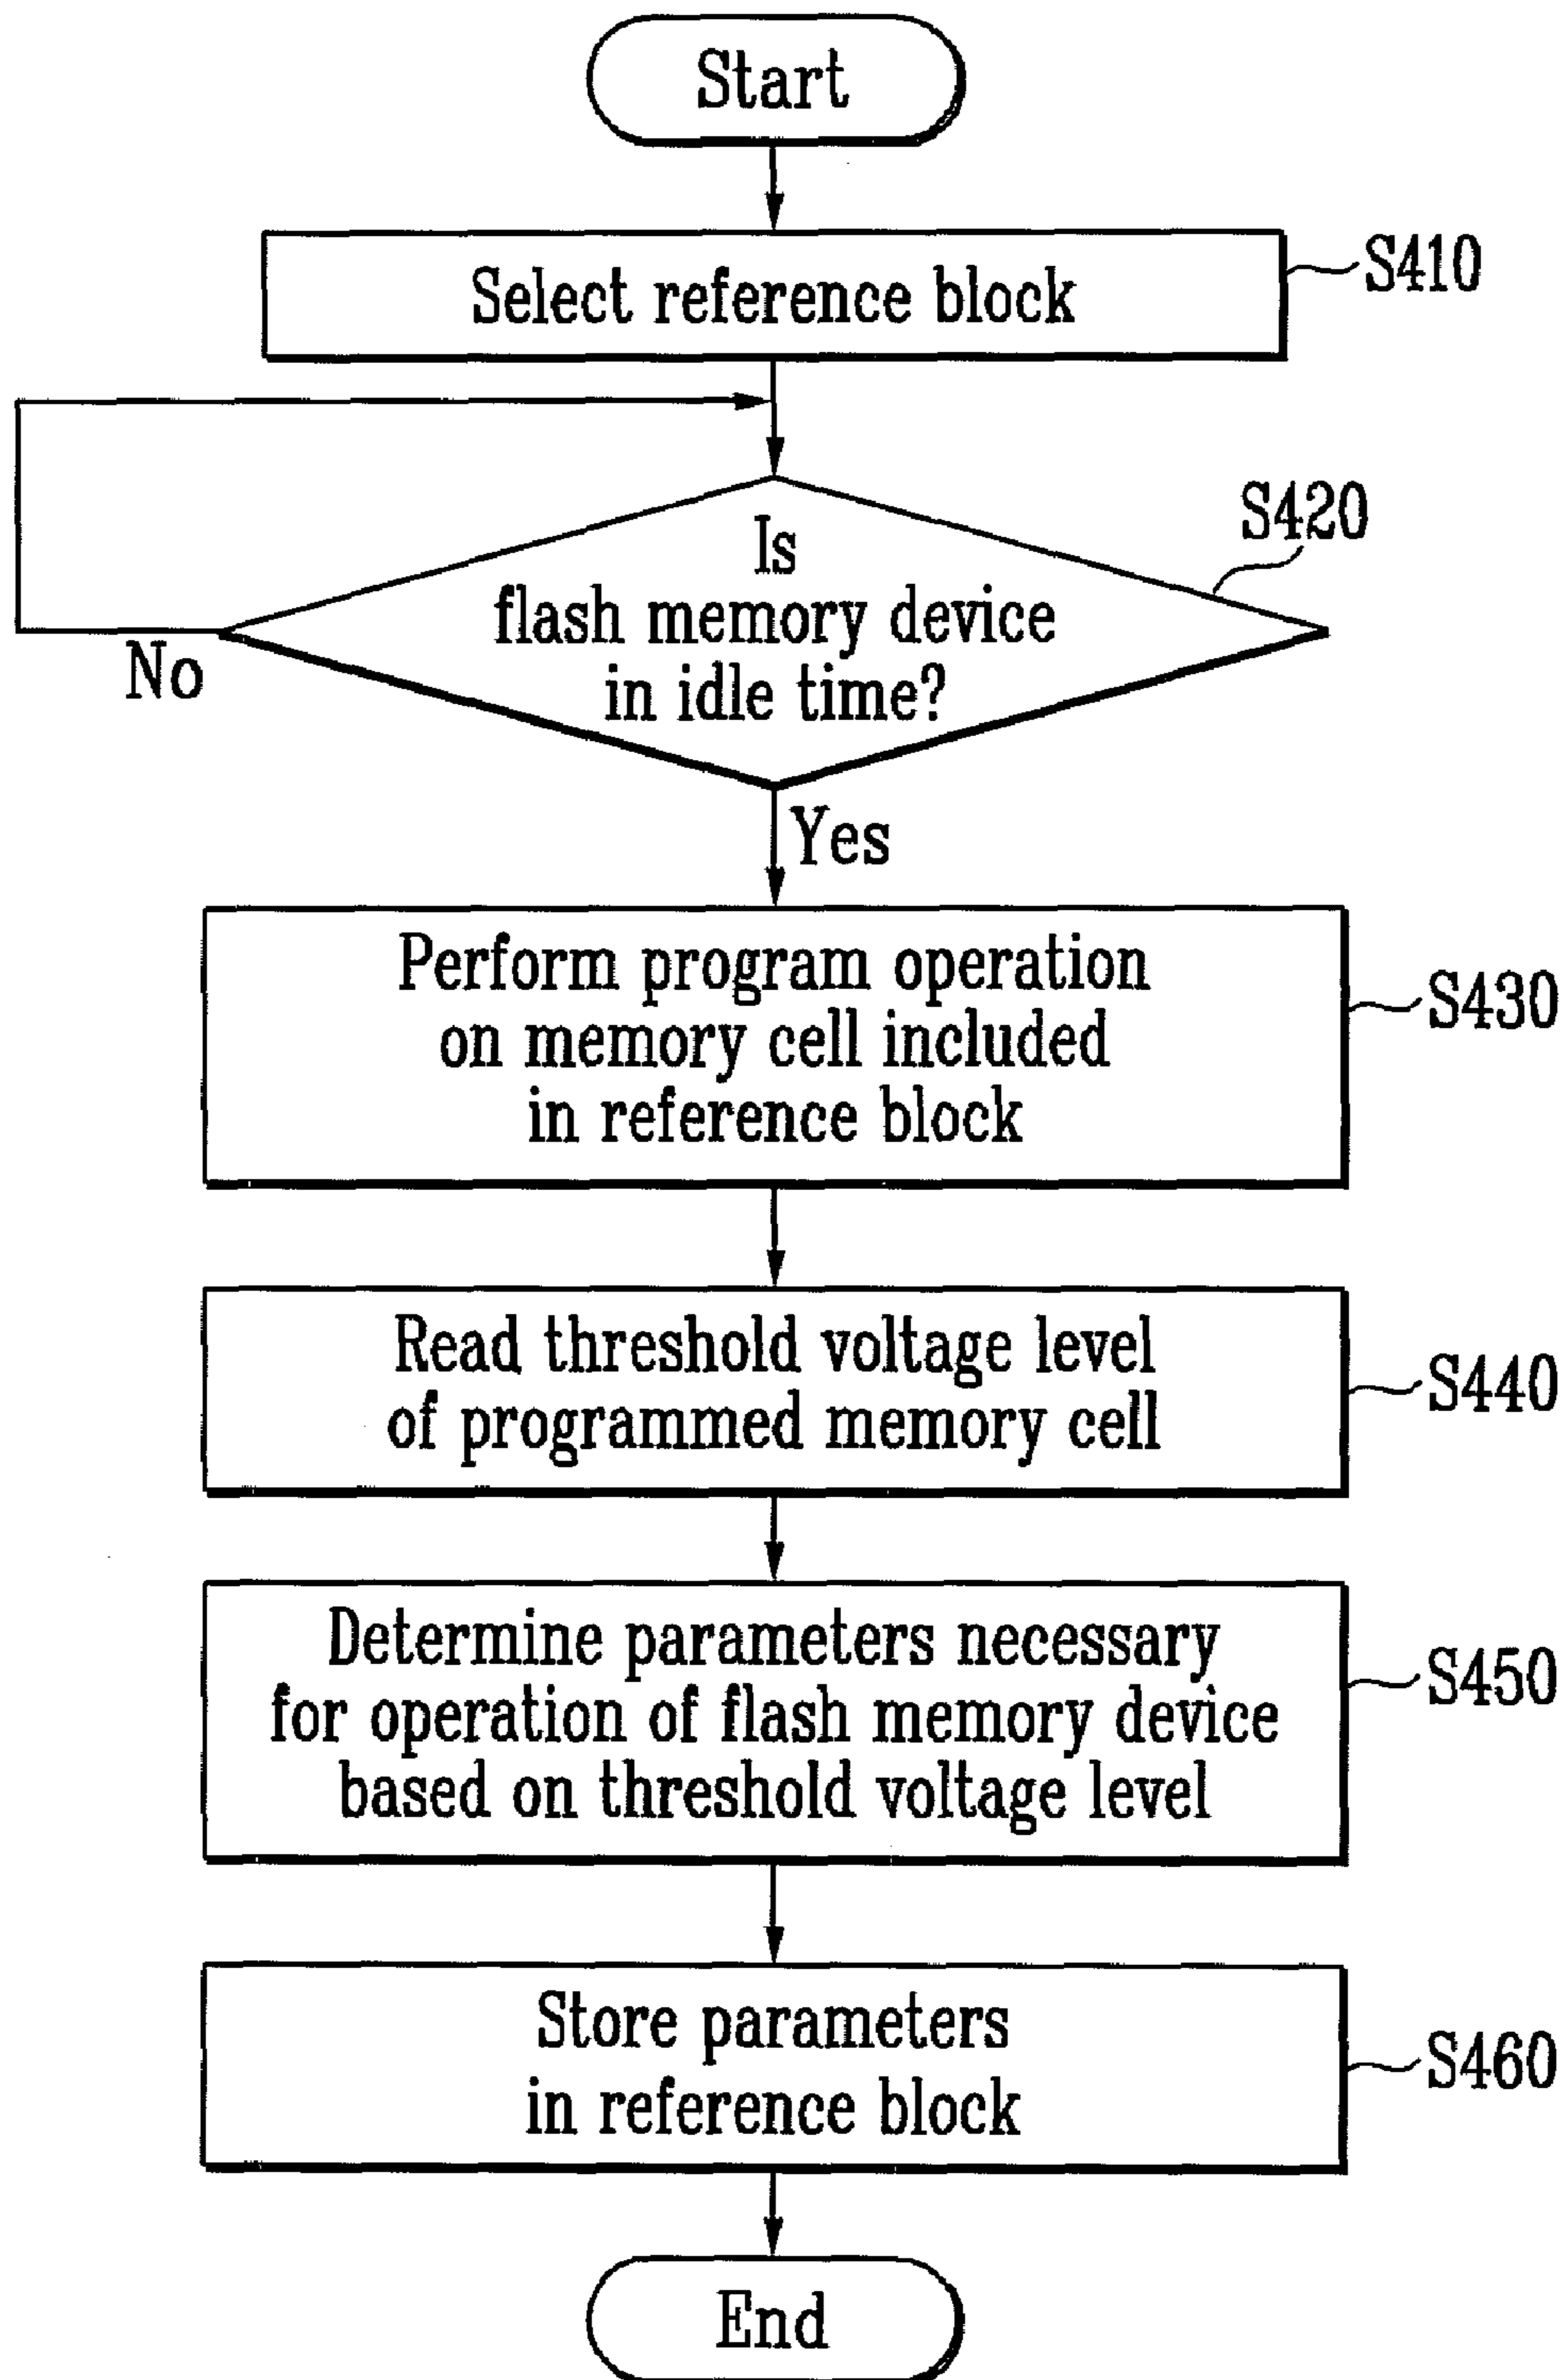 Start
Select reference block
S410
Is
flash memory device
in idle time?
S420
No
Yes
Perform program operation
on memory cell included
in reference block
S430
Read threshold voltage level
of programmed memory cell
S440
Determine parameters necessary
for operation of flash memory device
based on threshold voltage level
S450
Store parameters
in reference block
S460
End